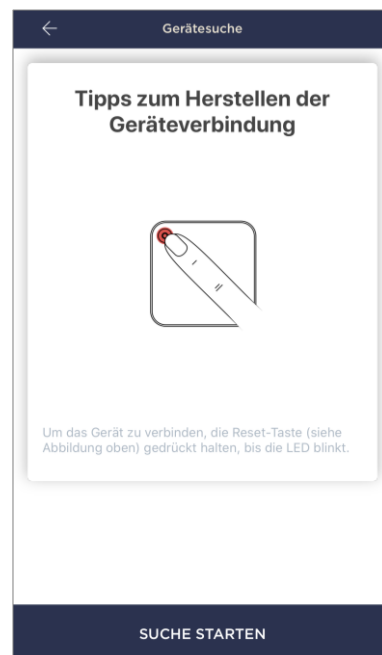 Gerätesuche
Tipps zum Herstellen der
Geräteverbindung
Um das Gerät zu verbinden, die Reset-Taste (siehe
Abbildung oben) gedrückt halten, bis die LED blinkt.
SUCHE STARTEN